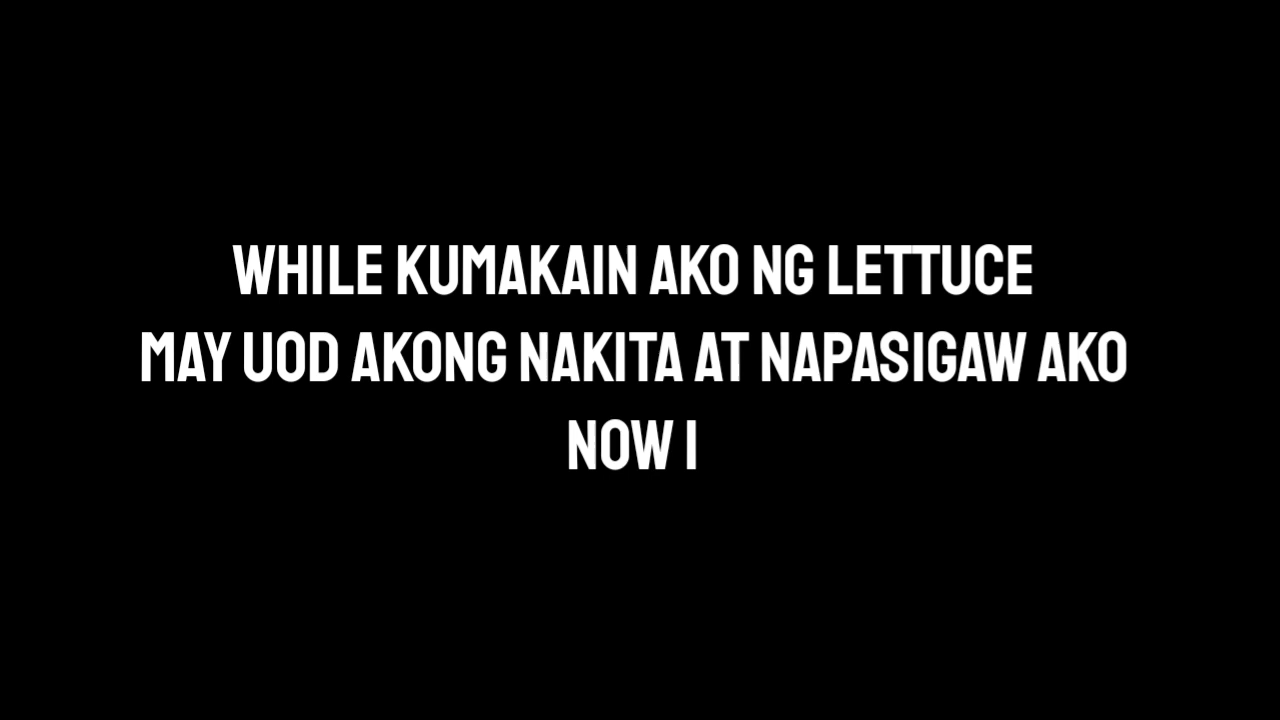 WHILE KUMAKAIN AKO NG LETTUCE
MAY UOD AKONG NAKITA AT NAPASIGAW AKO
NOW I